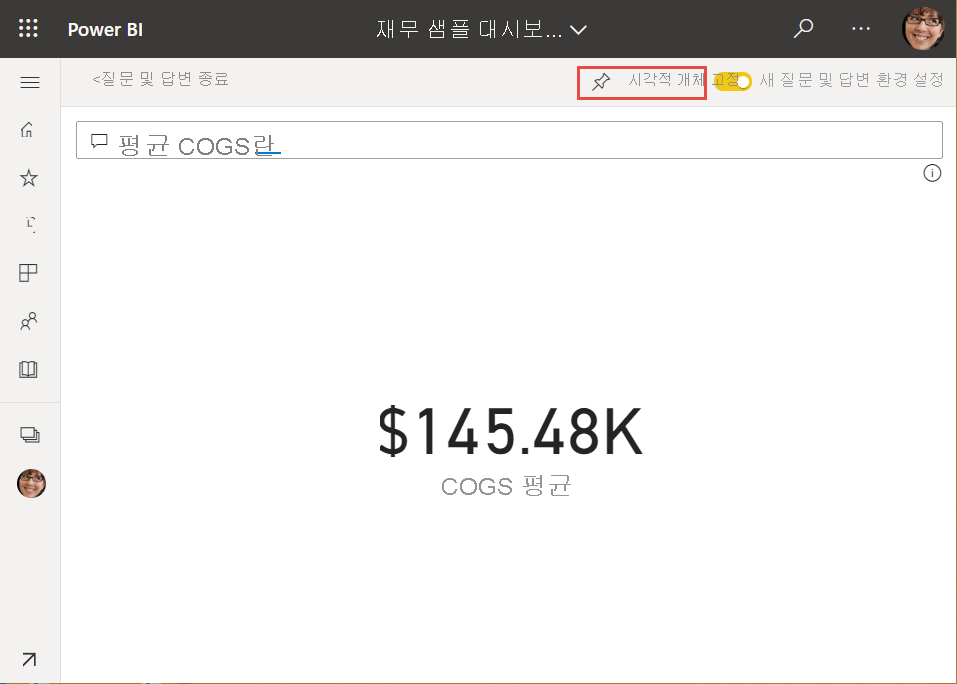 Power BI
재무 샘플 대시보...
<질문 및 답변 종료
시각적 개체 고정
새 질문 및 답변 환경 설정
평균 COGS란
$145.48K
COGS 평균